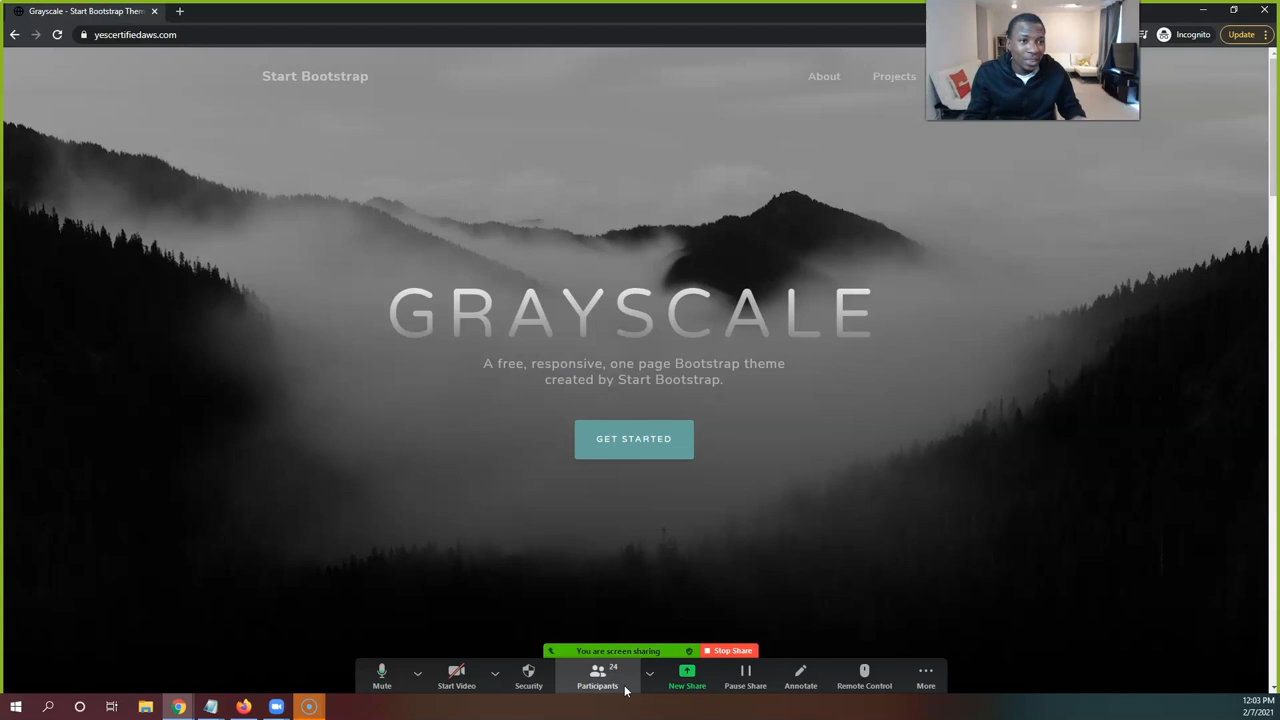 Grayscale - Start Bootstrap Them
yescertifiedaws.com
Incognito
Update
Start Bootstrap
About
Projects
GRAYSCALE
A free, responsive, one page Bootstrap theme
created by Start Bootstrap.
GET STARTED
You are screen sharing
Stop Share
Mute
Start Video
Security
24
Participants
New Share
Pause Share
Annotate
Remote Control
More
12:03 PM
2/7/2021